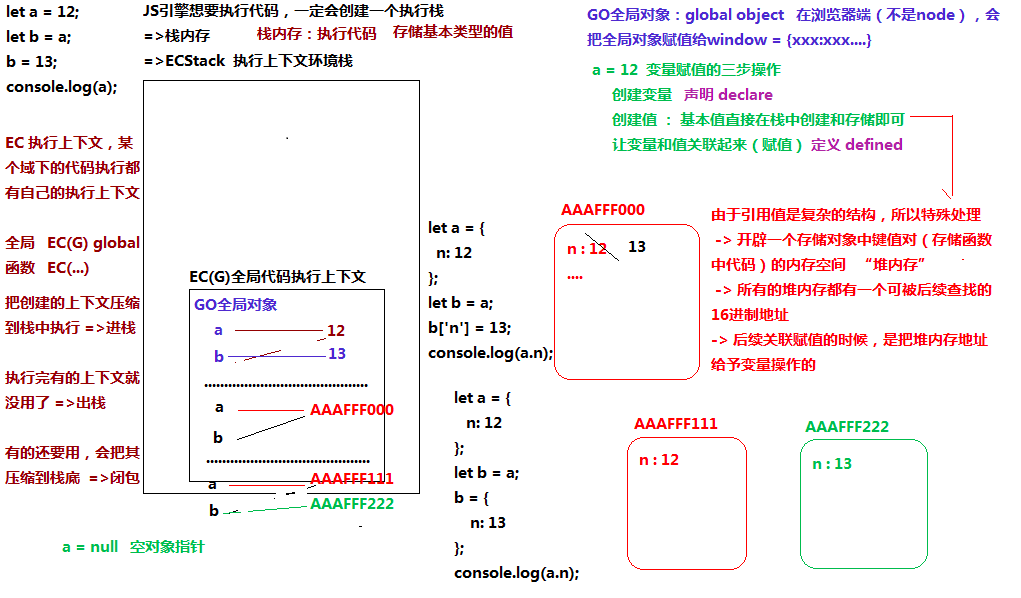 let a = 12;
let b = a;
b = 13;
console.log(a);
JS引擎想要执行代码，一定会创建一个执行栈
=>栈内存 栈内存：执行代码 存储基本类型的值
=>ECStack 执行上下文环境栈
GO全局对象：global object 在浏览器端（不是node），会
把全局对象赋值给window = {xxx:xxx....}
a = 12 变量赋值的三步操作
创建变量 声明 declare
创建值 ： 基本值直接在栈中创建和存储即可
让变量和值关联起来（赋值） 定义 defined
EC 执行上下文，某
个域下的代码执行都
有自己的执行上下文
全局 EC(G) global
函数 EC(...)
把创建的上下文压缩
到栈中执行 =>进栈
执行完有的上下文就
没用了 =>出栈
有的还要用，会把其
压缩到栈底 =>闭包
a = null 空对象指针
EC(G)全局代码执行上下文
GO全局对象
a 12
b 13
a AAAFFF000
b
a AAAFFF111
b AAAFFF222
let a = {
n: 12
};
let b = a;
b['n'] = 13;
console.log(a.n);
AAAFFF000
n : 12 13
....
由于引用值是复杂的结构，所以特殊处理
-> 开辟一个存储对象中键值对（存储函数
中代码）的内存空间 “堆内存”
-> 所有的堆内存都有一个可被后续查找的
16进制地址
-> 后续关联赋值的时候，是把堆内存地址
给予变量操作的
let a = {
n: 12
};
let b = a;
b = {
n: 13
};
console.log(a.n);
AAAFFF111
n : 12
AAAFFF222
n : 13